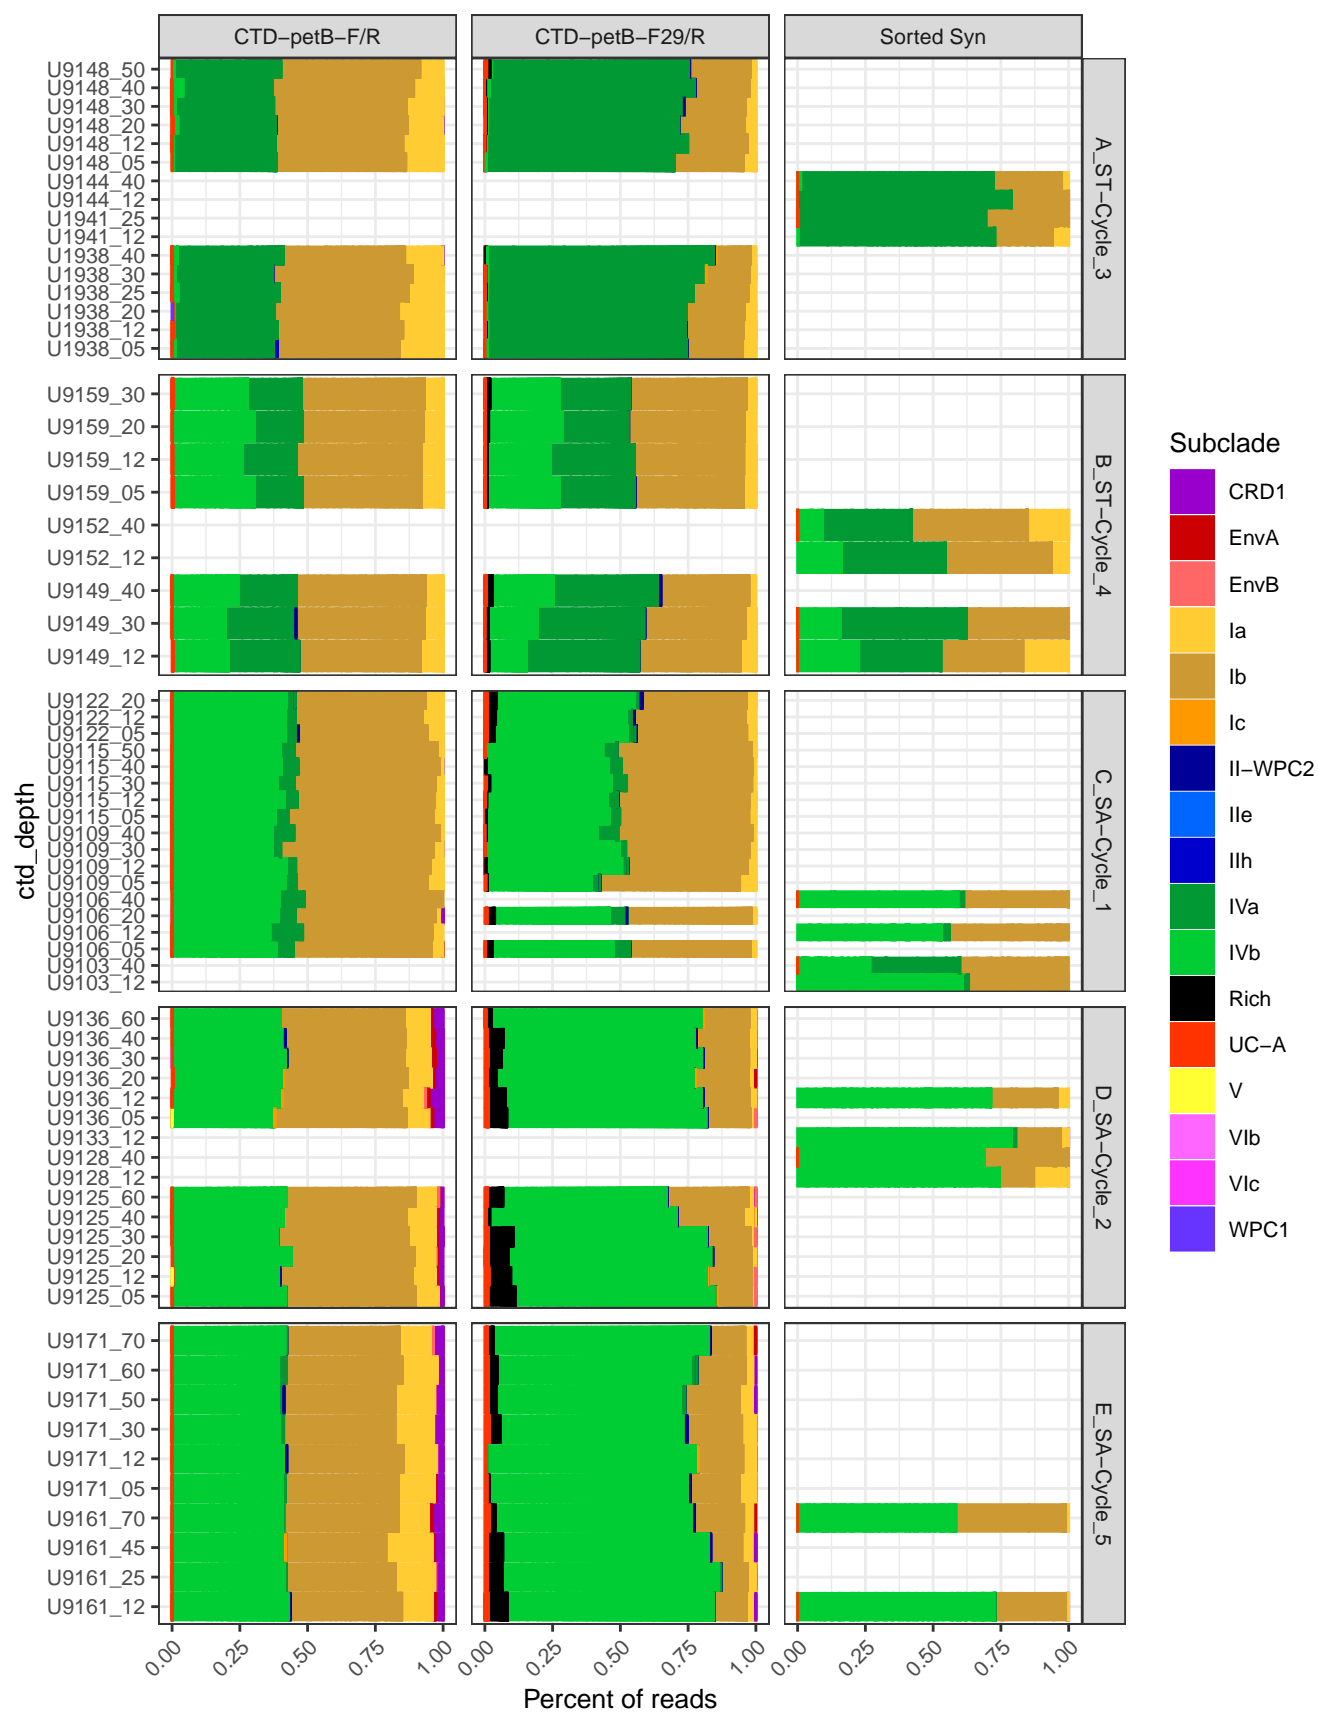 CTD−petB−F/R
CTD−petB−F29/R
Sorted Syn
U9148_50
U9148_40
U9148_30
U9148_20
U9148_12
U9148_05
U9144_40
U9144_12
U1941_25
U1941_12
U1938_40
U1938_30
U1938_25
U1938_20
U1938_12
U1938_05
A_ST−Cycle_3
U9159_30
U9159_20
U9159_12
U9159_05
U9152_40
U9152_12
U9149_40
U9149_30
U9149_12
B_ST−Cycle_4
U9122_20
U9122_12
U9122_05
U9115_50
U9115_40
U9115_30
U9115_12
U9115_05
U9109_40
U9109_30
U9109_12
U9109_05
U9106_40
U9106_20
U9106_12
U9106_05
U9103_40
U9103_12
C_SA−Cycle_1
U9136_60
U9136_40
U9136_30
U9136_20
U9136_12
U9136_05
U9133_12
U9128_40
U9128_12
U9125_60
U9125_40
U9125_30
U9125_20
U9125_12
U9125_05
D_SA−Cycle_2
U9171_70
U9171_60
U9171_50
U9171_30
U9171_12
U9171_05
U9161_70
U9161_45
U9161_25
U9161_12
E_SA−Cycle_5
ctd_depth
0.00 0.25 0.50 0.75 1.00
0.00 0.25 0.50 0.75 1.00
0.00 0.25 0.50 0.75 1.00
Percent of reads
Subclade
CRD1
EnvA
EnvB
Ia
Ib
Ic
II−WPC2
IIe
IIh
IVa
IVb
Rich
UC−A
V
VIb
VIc
WPC1